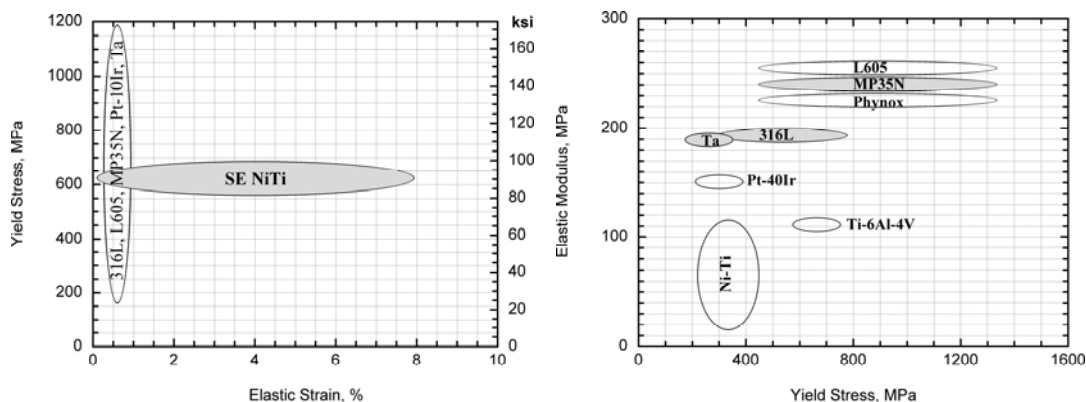 1200
1000
800
600
400
200
0
Yield Stress, MPa
316L, L605, MP35N, Pt-10Ir, Ta
SE NiTi
ksi
160
140
120
100
80
60
40
20
0
0 2 4 6 8 10
Elastic Strain, %
300
200
100
0
Elastic Modulus, MPa
L605
MP35N
Phynox
316L
Ta
Pt-40Ir
Ti-6Al-4V
Ni-Ti
0 400 800 1200 1600
Yield Stress, MPa